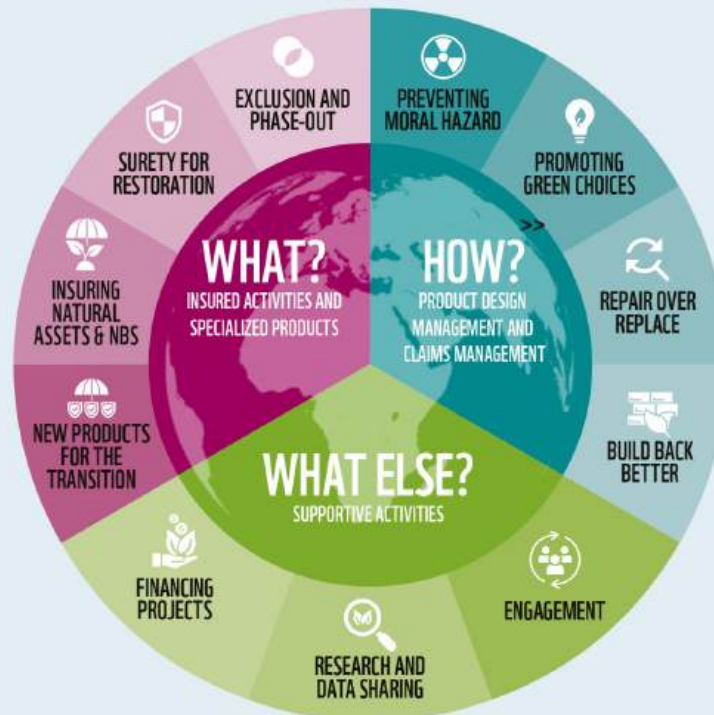 EXCLUSION AND
PHASE-OUT
PREVENTING
MORAL HAZARD
SURETY FOR
RESTORATION
PROMOTING
GREEN CHOICES
>>
WHAT?
INSURED ACTIVITIES AND
SPECIALIZED PRODUCTS
HOW?
PRODUCT DESIGN
MANAGEMENT AND
CLAIMS MANAGEMENT
INSURING
NATURAL
ASSETS & NBS
REPAIR OVER
REPLACE
NEW PRODUCTS
FOR THE
TRANSITION
BUILD BACK
BETTER
WHAT ELSE?
SUPPORTIVE ACTIVITIES
FINANCING
PROJECTS
RESEARCH AND
DATA SHARING
ENGAGEMENT